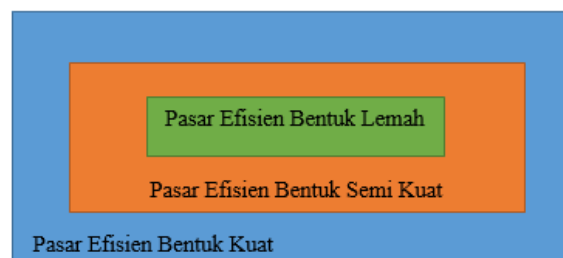 Pasar Efisien Bentuk Lemah
Pasar Efisien Bentuk Semi Kuat
Pasar Efisien Bentuk Kuat